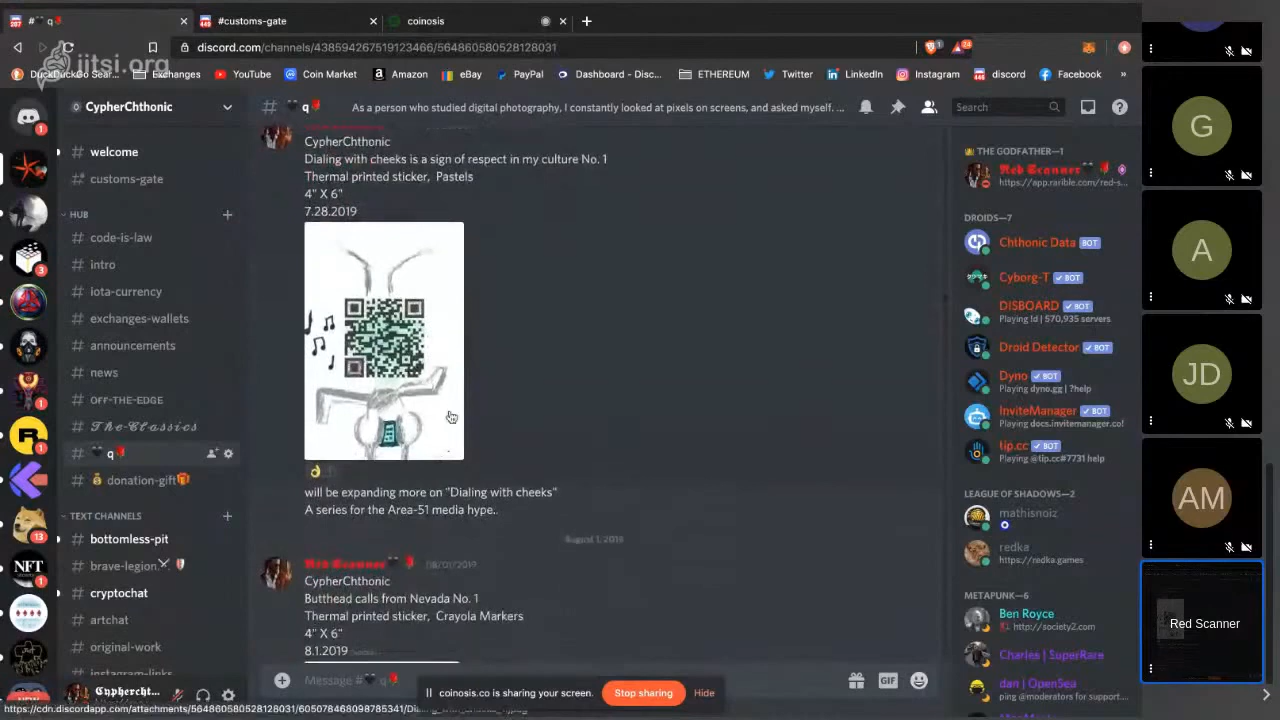 q
#customs-gate
coinosis
jitsi.org
discord.com/channels/438594267519123466/564860580528128031
DuckDuckGo Sear...
Exchanges
YouTube
Coin Market
Amazon
eBay
PayPal
Dashboard - Disc...
ETHEREUM
Twitter
LinkedIn
Instagram
discord
Facebook
»
CypherChthonic
welcome
customs-gate
HUB
code-is-law
intro
iota-currency
exchanges-wallets
announcements
news
OFF-THE-EDGE
𝓣𝓱𝓮 𝓒𝓵𝓪𝓼𝓼𝓲𝓬𝓼
q
donation-gift
TEXT CHANNELS
bottomless-pit
brave-legion
cryptochat
artchat
original-work
instagram-links
q
As a person who studied digital photography, I constantly looked at pixels on screens, and asked myself. ...
Search
CypherChthonic
Dialing with cheeks is a sign of respect in my culture No. 1
Thermal printed sticker, Pastels
4" X 6"
7.28.2019
will be expanding more on "Dialing with cheeks"
A series for the Area-51 media hype..
Red Scanner 08/01/2019
CypherChthonic
Butthead calls from Nevada No. 1
Thermal printed sticker, Crayola Markers
4" X 6"
8.1.2019
Message # q
GIF
coinosis.co is sharing your screen.
Stop sharing
Hide
THE GODFATHER—1
Red Scanner
https://app.rarible.com/red-s...
DROIDS—7
Chthonic Data BOT
Cyborg-T BOT
DISBOARD BOT
Playing !d | 570,935 servers
Droid Detector BOT
Dyno BOT
Playing dyno.gg | ?help
InviteManager BOT
Playing docs.invitemanager.co!
tip.cc BOT
Playing @tip.cc#7731 help
LEAGUE OF SHADOWS—2
mathisnoiz
redka
https://redka.games
METAPUNK—6
Ben Royce
http://society2.com
Charles | SuperRare
dan | OpenSea
ping @moderators for support....
G
A
JD
AM
Red Scanner